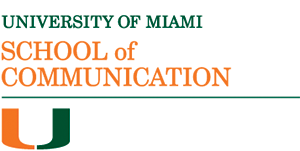 UNIVERSITY OF MIAMI
SCHOOL of
COMMUNICATION
U